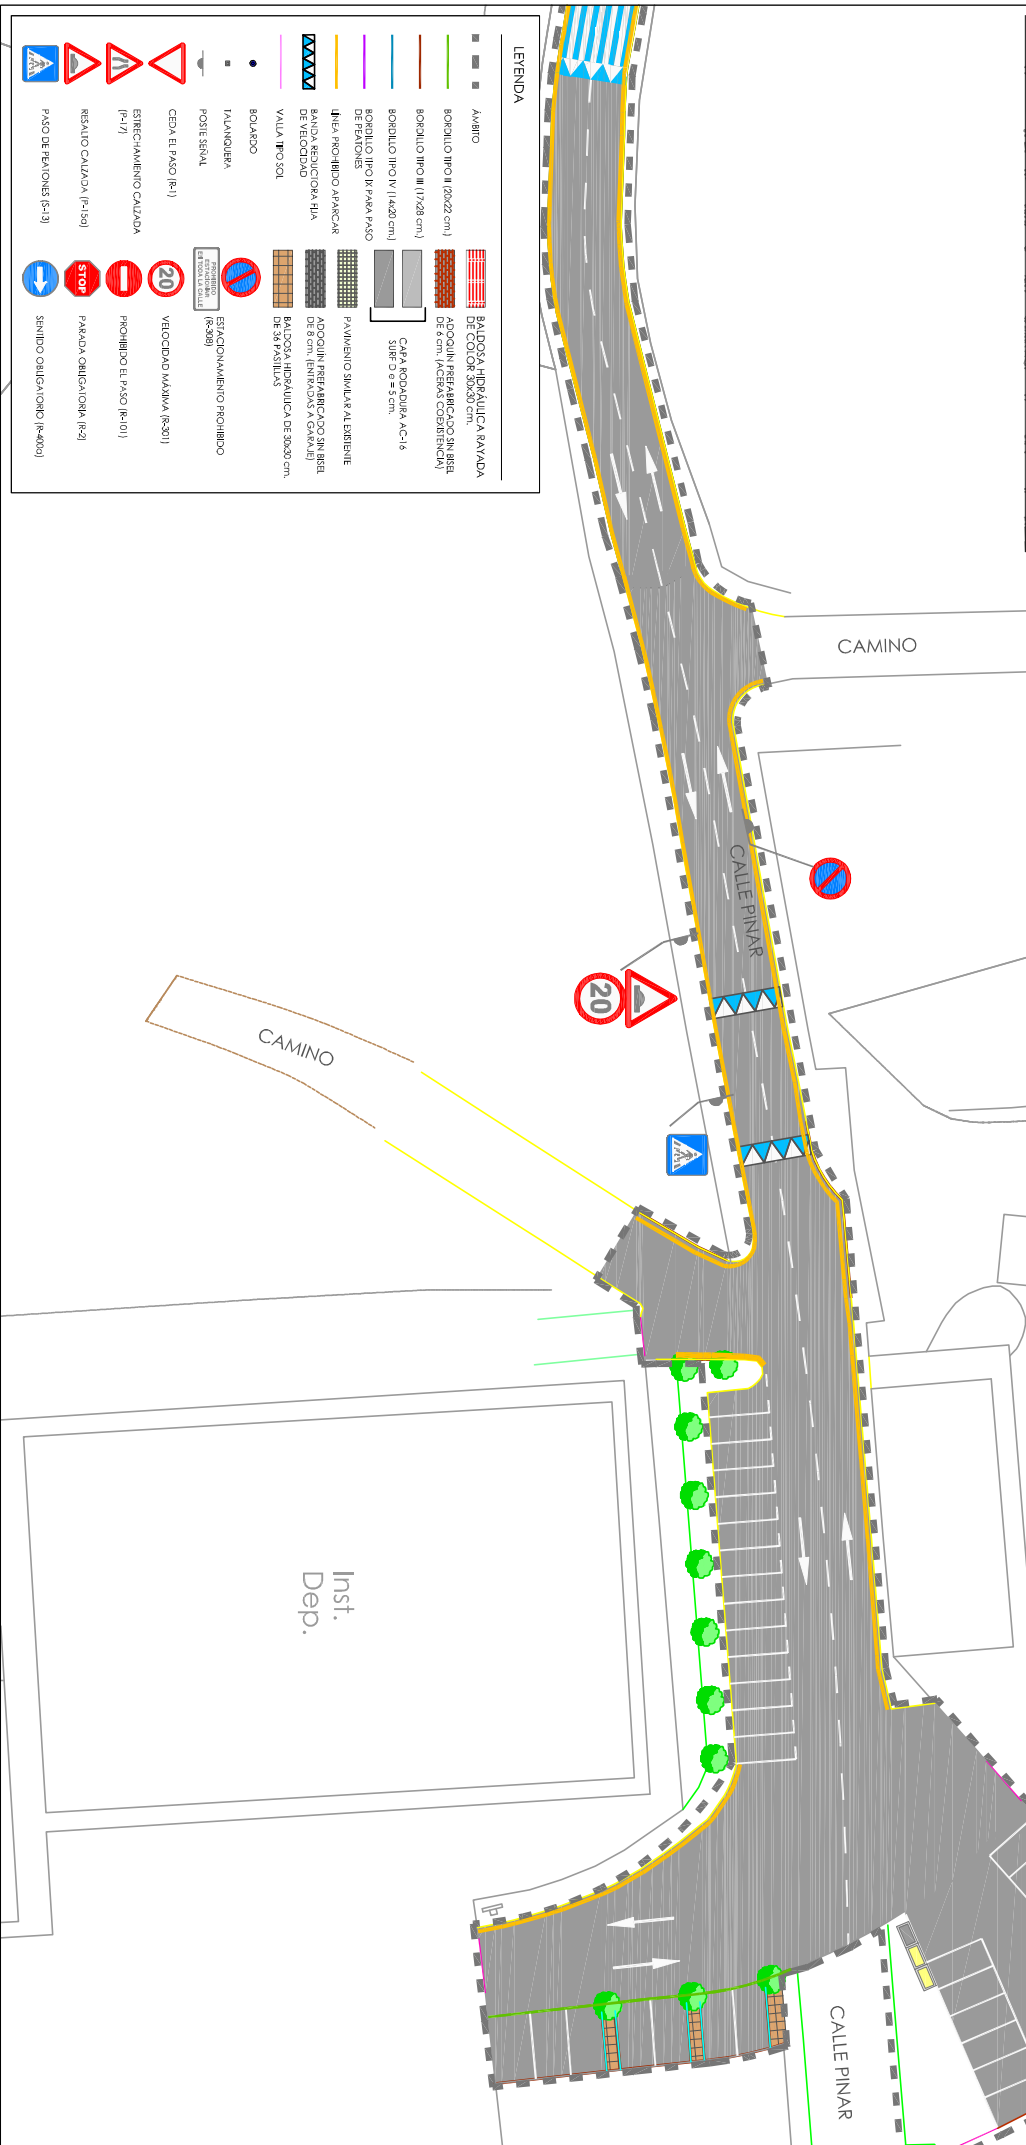 LEYENDA
ÁMBITO
BORDILLO TIPO II (20x22 cm.)
BORDILLO TIPO III (17x28 cm.)
BORDILLO TIPO IV (14x20 cm.)
BORDILLO TIPO IX PARA PASO
DE PEATONES
LÍNEA PROHIBIDO APARCAR
BANDA REDUCTORA FIJA
DE VELOCIDAD
VALLA TIPO SOL
BOLARDO
TALANQUERA
POSTE SEÑAL
CEDA EL PASO (R-1)
ESTRECHAMIENTO CALZADA
(P-17)
RESALTO CALZADA (P-15a)
PASO DE PEATONES (S-13)
BALDOSA HIDRÁULICA RAYADA
DE COLOR 30x30 cm.
ADOQUÍN PREFABRICADO SIN BISEL
DE 6 cm. (ACERAS COEXISTENCIA)
CAPA RODADURA AC-16
SURF D e = 5 cm.
PAVIMENTO SIMILAR AL EXISTENTE
ADOQUÍN PREFABRICADO SIN BISEL
DE 8 cm. (ENTRADAS A GARAJE)
BALDOSA HIDRÁULICA DE 30x30 cm.
DE 36 PASTILLAS
PROHIBIDO
ESTACIONAR
EN TODA LA CALLE
ESTACIONAMIENTO PROHIBIDO
(R-308)
20
VELOCIDAD MÁXIMA (R-301)
PROHIBIDO EL PASO (R-101)
STOP
PARADA OBLIGATORIA (R-2)
SENTIDO OBLIGATORIO (R-400a)
CAMINO
CALLE PINAR
20
CAMINO
Inst.
Dep.
CALLE PINAR